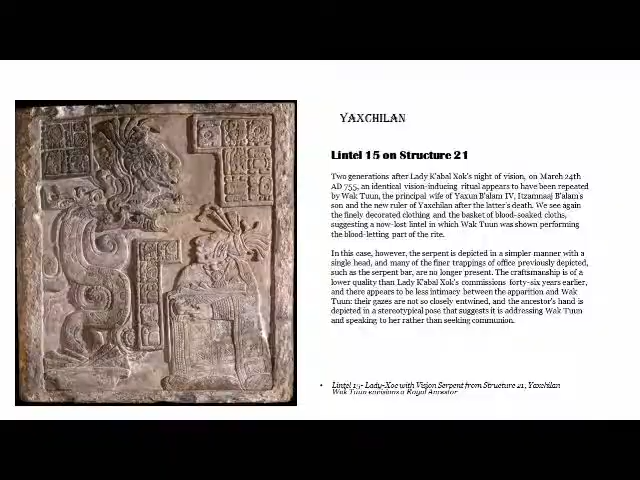 YAXCHILAN
Lintel 15 on Structure 21
Two generations after Lady K'abal Xok's night of vision, on March 24th
AD 755, an identical vision-inducing ritual appears to have been repeated
by Wak Tuun, the principal wife of Yaxun B'alam IV, Itzamnaaj B'alam's
son and the new ruler of Yaxchilan after the latter's death. We see again
the finely decorated clothing and the basket of blood-soaked cloths,
suggesting a now-lost lintel in which Wak Tuun was shown performing
the blood-letting part of the rite.
In this case, however, the serpent is depicted in a simpler manner with a
single head, and many of the finer trappings of office previously depicted,
such as the serpent bar, are no longer present. The craftsmanship is of a
lower quality than Lady K'abal Xok's commissions forty-six years earlier,
and there appears to be less intimacy between the apparition and Wak
Tuun: their gazes are not so closely entwined, and the ancestor's hand is
depicted in a stereotypical pose that suggests it is addressing Wak Tuun
and speaking to her rather than seeking communion.
• Lintel 15- Lady-Xoc with Vision Serpent from Structure 21, Yaxchilan
Wak Tuun envisions a Royal Ancestor